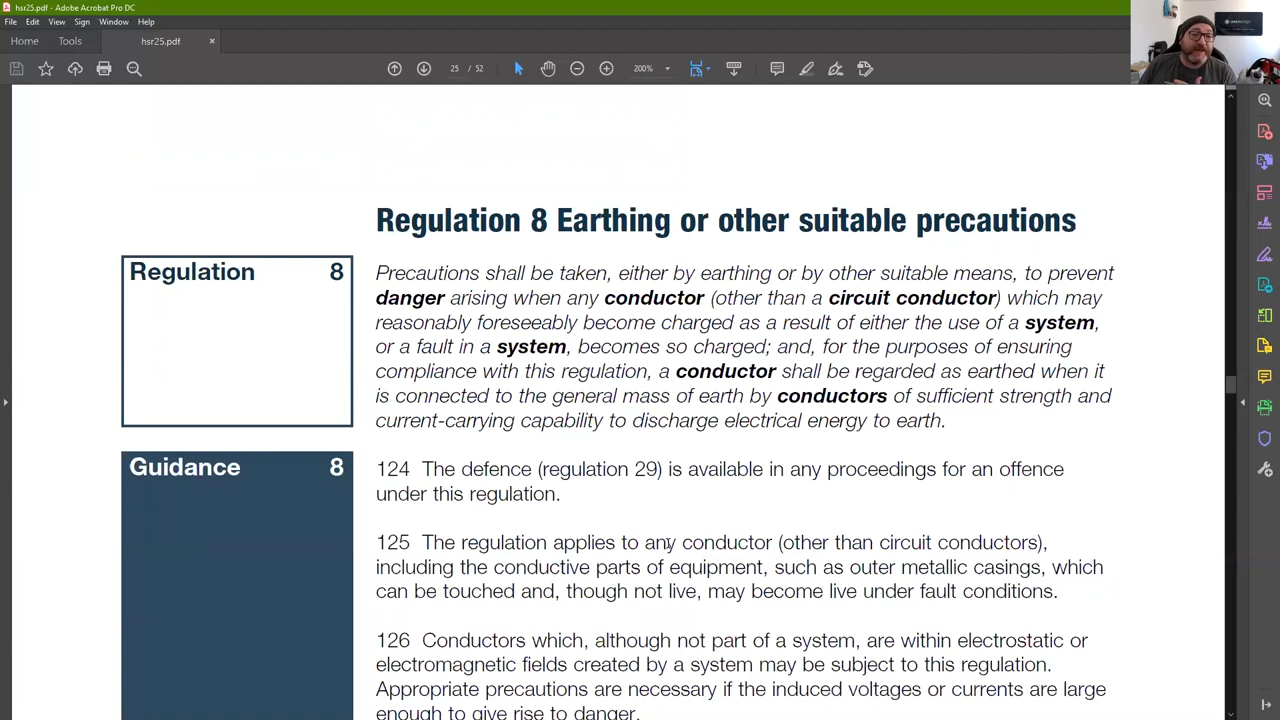 hsr25.pdf - Adobe Acrobat Pro DC
File Edit View Sign Window Help
Home Tools hsr25.pdf ×
25 / 52 200%
Regulation 8 Earthing or other suitable precautions
Regulation 8
Precautions shall be taken, either by earthing or by other suitable means, to prevent
danger arising when any conductor (other than a circuit conductor) which may
reasonably foreseeably become charged as a result of either the use of a system,
or a fault in a system, becomes so charged; and, for the purposes of ensuring
compliance with this regulation, a conductor shall be regarded as earthed when it
is connected to the general mass of earth by conductors of sufficient strength and
current-carrying capability to discharge electrical energy to earth.
Guidance 8
124 The defence (regulation 29) is available in any proceedings for an offence
under this regulation.
125 The regulation applies to any conductor (other than circuit conductors),
including the conductive parts of equipment, such as outer metallic casings, which
can be touched and, though not live, may become live under fault conditions.
126 Conductors which, although not part of a system, are within electrostatic or
electromagnetic fields created by a system may be subject to this regulation.
Appropriate precautions are necessary if the induced voltages or currents are large
enough to give rise to danger.